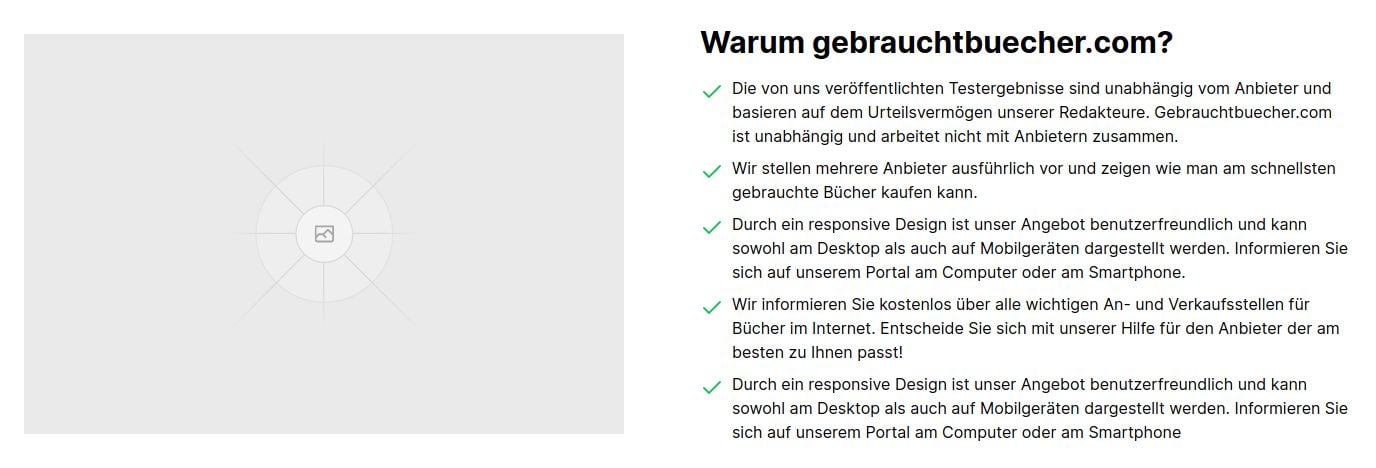 Warum gebrauchtbuecher.com?
Die von uns veröffentlichten Testergebnisse sind unabhängig vom Anbieter und
basieren auf dem Urteilsvermögen unserer Redakteure. Gebrauchtbuecher.com
ist unabhängig und arbeitet nicht mit Anbietern zusammen.
Wir stellen mehrere Anbieter ausführlich vor und zeigen wie man am schnellsten
gebrauchte Bücher kaufen kann.
Durch ein responsive Design ist unser Angebot benutzerfreundlich und kann
sowohl am Desktop als auch auf Mobilgeräten dargestellt werden. Informieren Sie
sich auf unserem Portal am Computer oder am Smartphone.
Wir informieren Sie kostenlos über alle wichtigen An- und Verkaufsstellen für
Bücher im Internet. Entscheide Sie sich mit unserer Hilfe für den Anbieter der am
besten zu Ihnen passt!
Durch ein responsive Design ist unser Angebot benutzerfreundlich und kann
sowohl am Desktop als auch auf Mobilgeräten dargestellt werden. Informieren Sie
sich auf unserem Portal am Computer oder am Smartphone